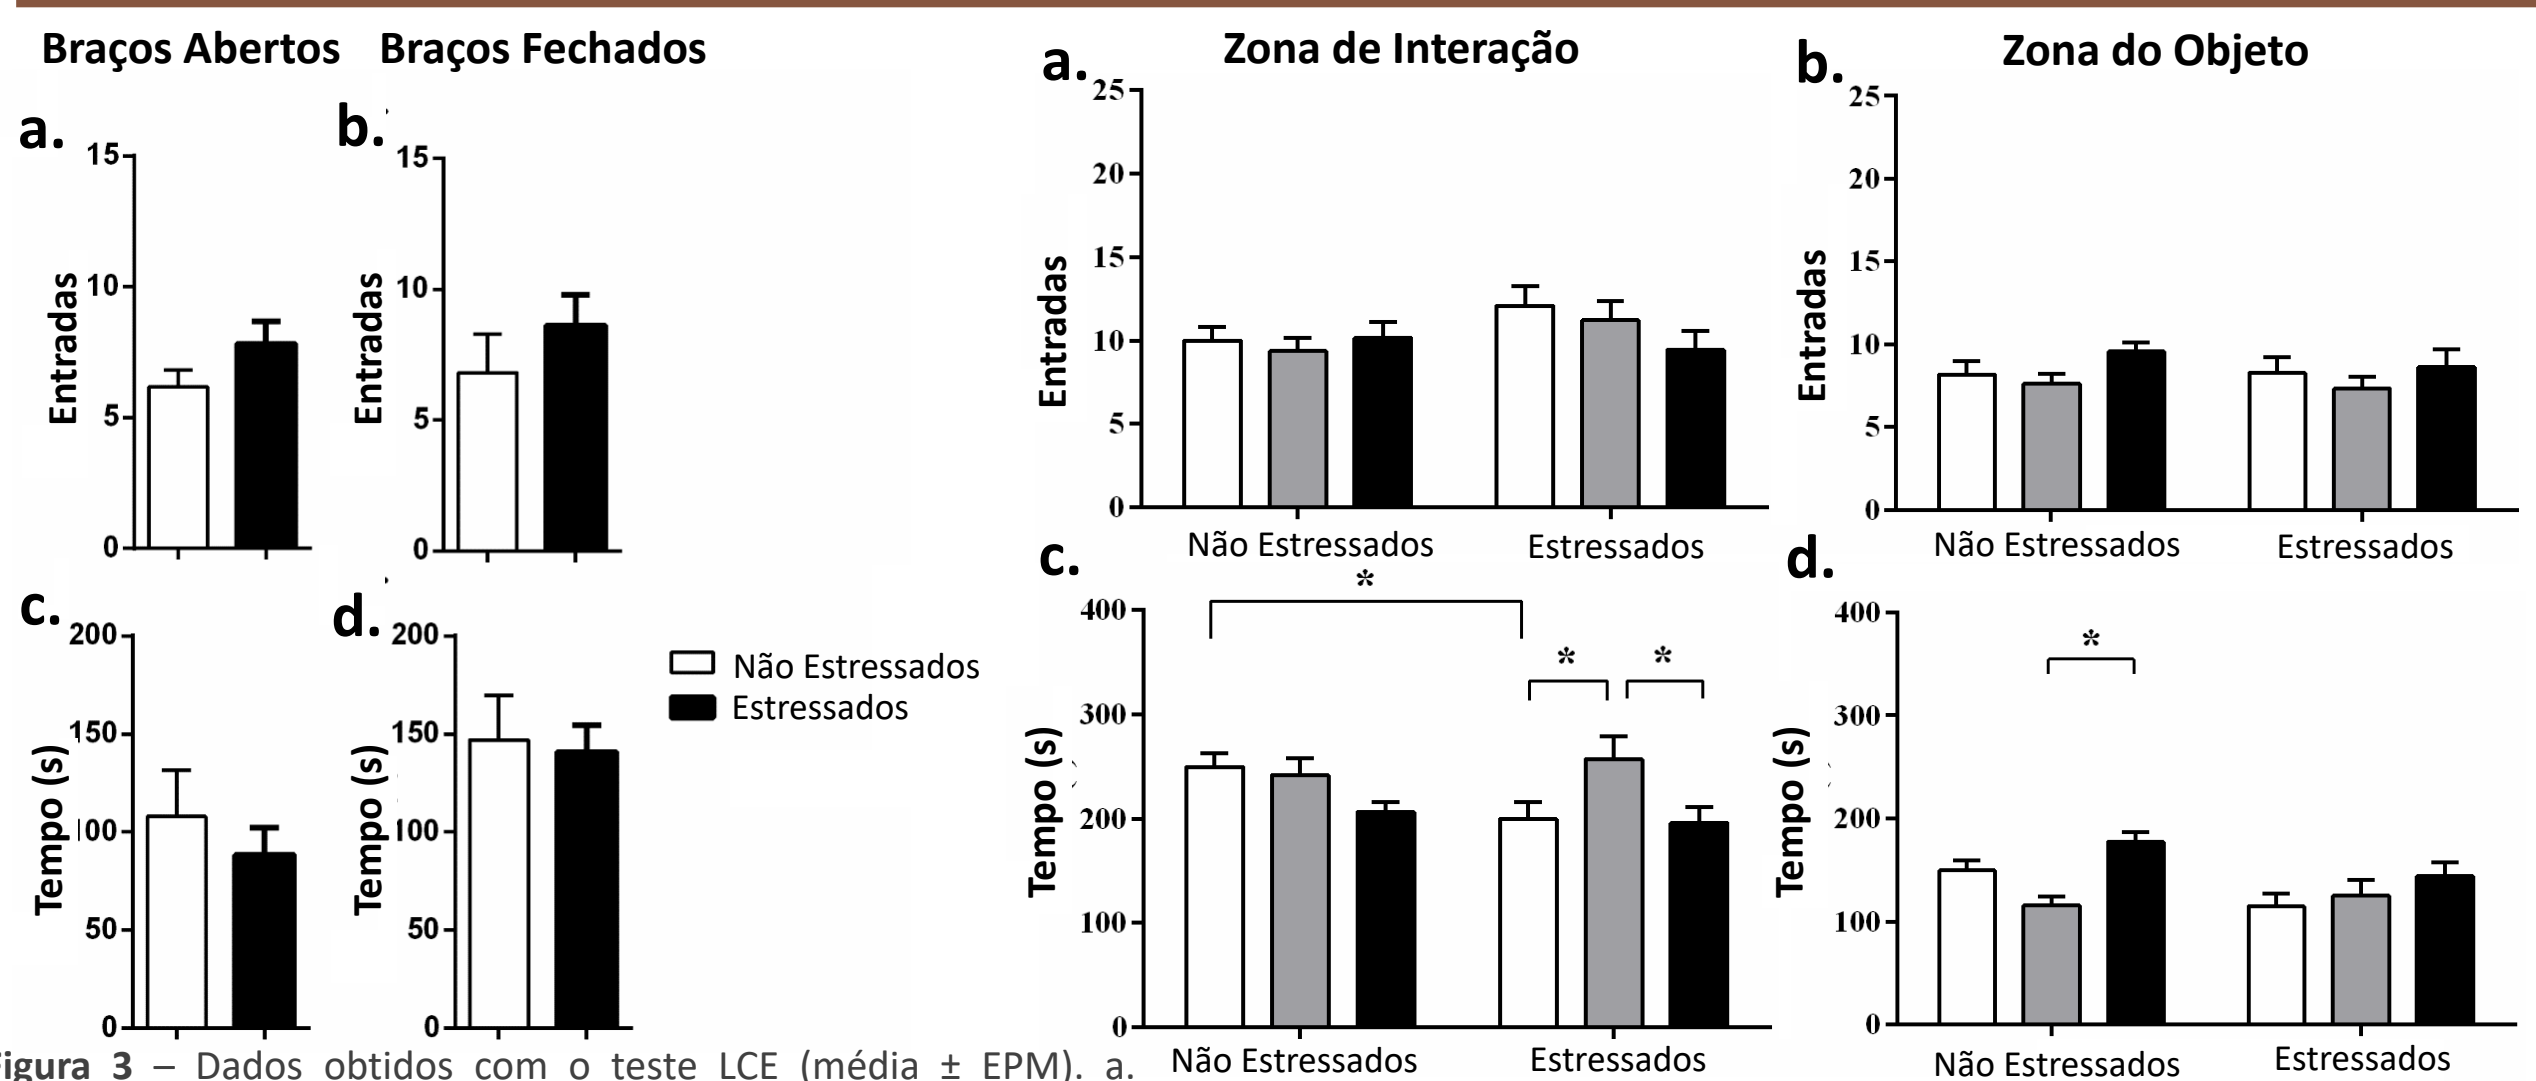 Braços Abertos
Braços Fechados
a.
15
10
5
0
Entradas
b.
15
10
5
0
Entradas
c.
200
150
100
50
0
Tempo (s)
d.
200
150
100
50
0
Tempo (s)
Não Estressados
Estressados
igura 3 – Dados obtidos com o teste LCE (média ± EPM). a.
Zona de Interação
a.
25
20
15
10
5
0
Entradas
Não Estressados
Estressados
Zona do Objeto
b.
25
20
15
10
5
0
Entradas
Não Estressados
Estressados
c.
*
* *
400
300
200
100
0
Tempo (s)
Não Estressados
Estressados
d.
*
400
300
200
100
0
Tempo (s)
Não Estressados
Estressados